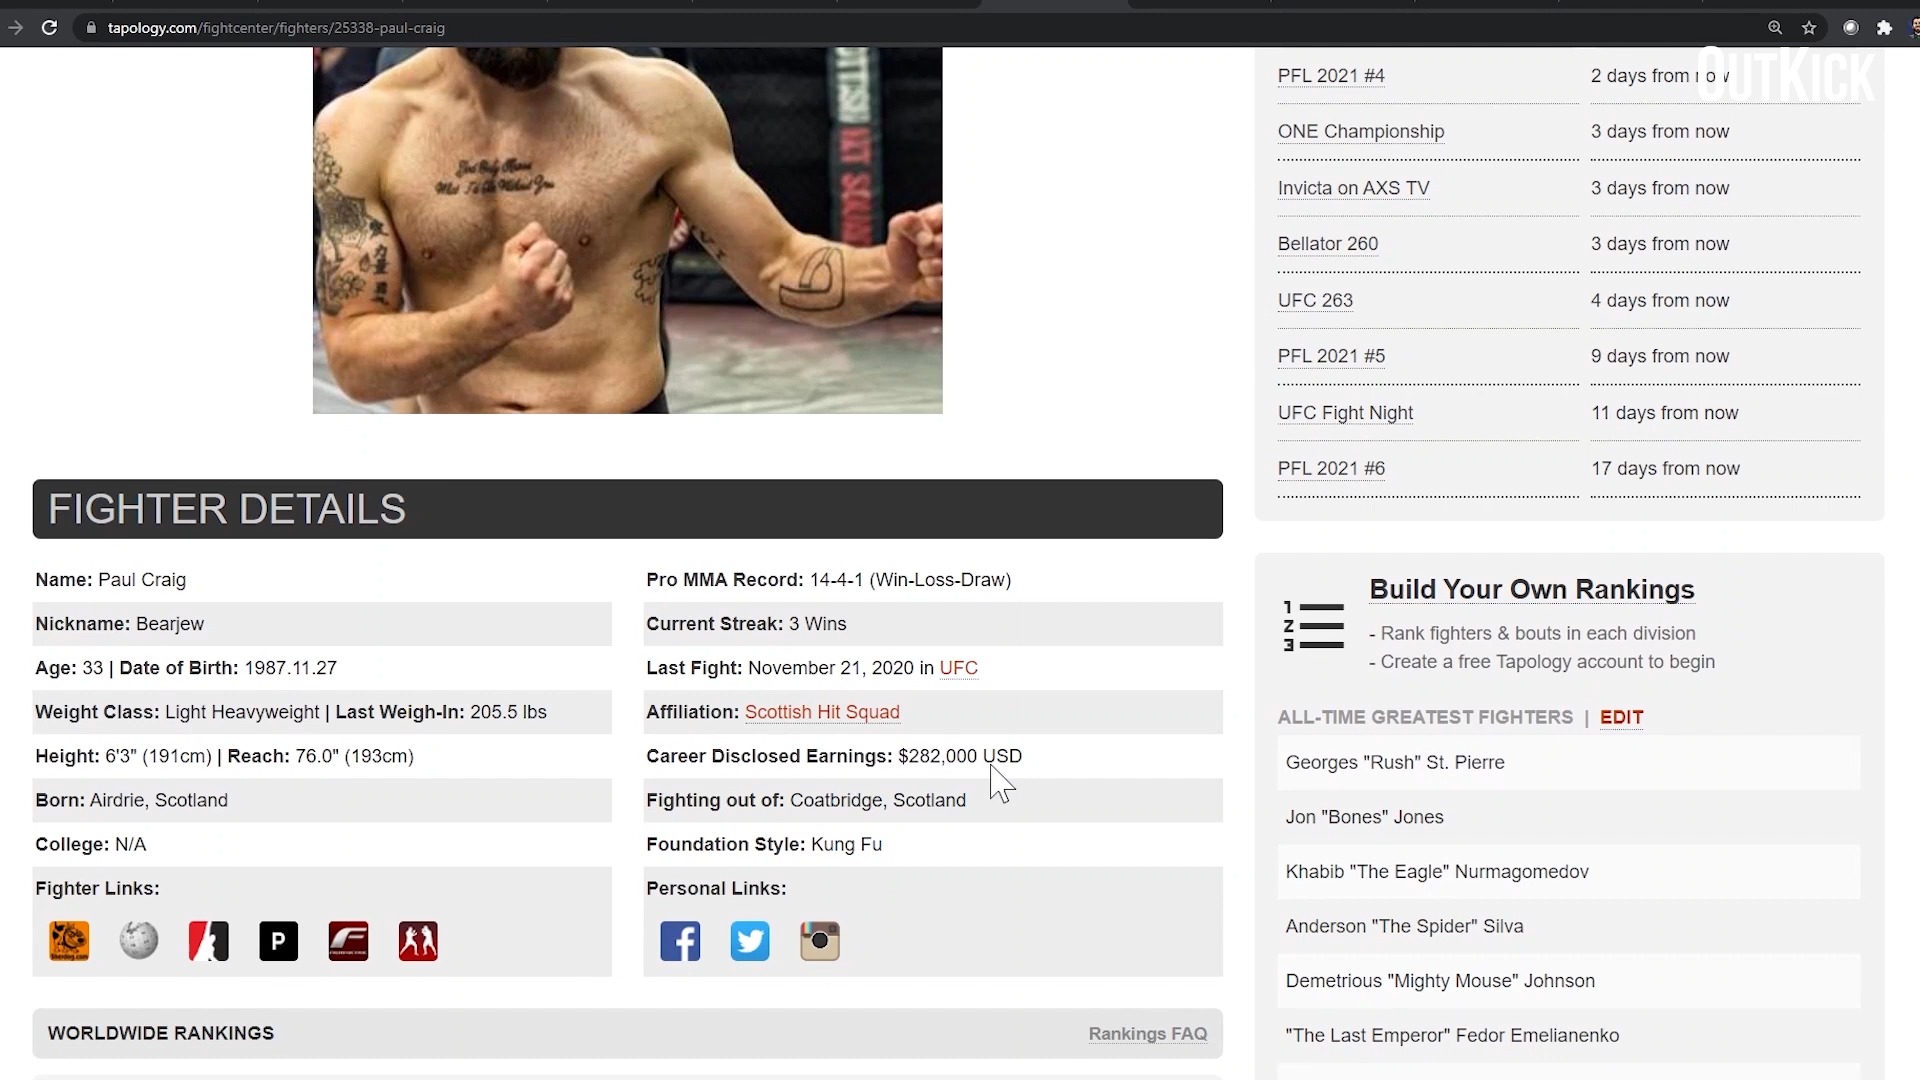 tapology.com/fightcenter/fighters/25338-paul-craig
OUTKICK
PFL 2021 #4 2 days from now
ONE Championship 3 days from now
Invicta on AXS TV 3 days from now
Bellator 260 3 days from now
UFC 263 4 days from now
PFL 2021 #5 9 days from now
UFC Fight Night 11 days from now
PFL 2021 #6 17 days from now
FIGHTER DETAILS
Name: Paul Craig
Nickname: Bearjew
Age: 33 | Date of Birth: 1987.11.27
Weight Class: Light Heavyweight | Last Weigh-In: 205.5 lbs
Height: 6'3" (191cm) | Reach: 76.0" (193cm)
Born: Airdrie, Scotland
College: N/A
Fighter Links:
Sherdog.com
P
Pro MMA Record: 14-4-1 (Win-Loss-Draw)
Current Streak: 3 Wins
Last Fight: November 21, 2020 in UFC
Affiliation: Scottish Hit Squad
Career Disclosed Earnings: $282,000 USD
Fighting out of: Coatbridge, Scotland
Foundation Style: Kung Fu
Personal Links:
WORLDWIDE RANKINGS
Rankings FAQ
1
2
3
Build Your Own Rankings
- Rank fighters & bouts in each division
- Create a free Tapology account to begin
ALL-TIME GREATEST FIGHTERS | EDIT
Georges "Rush" St. Pierre
Jon "Bones" Jones
Khabib "The Eagle" Nurmagomedov
Anderson "The Spider" Silva
Demetrious "Mighty Mouse" Johnson
"The Last Emperor" Fedor Emelianenko